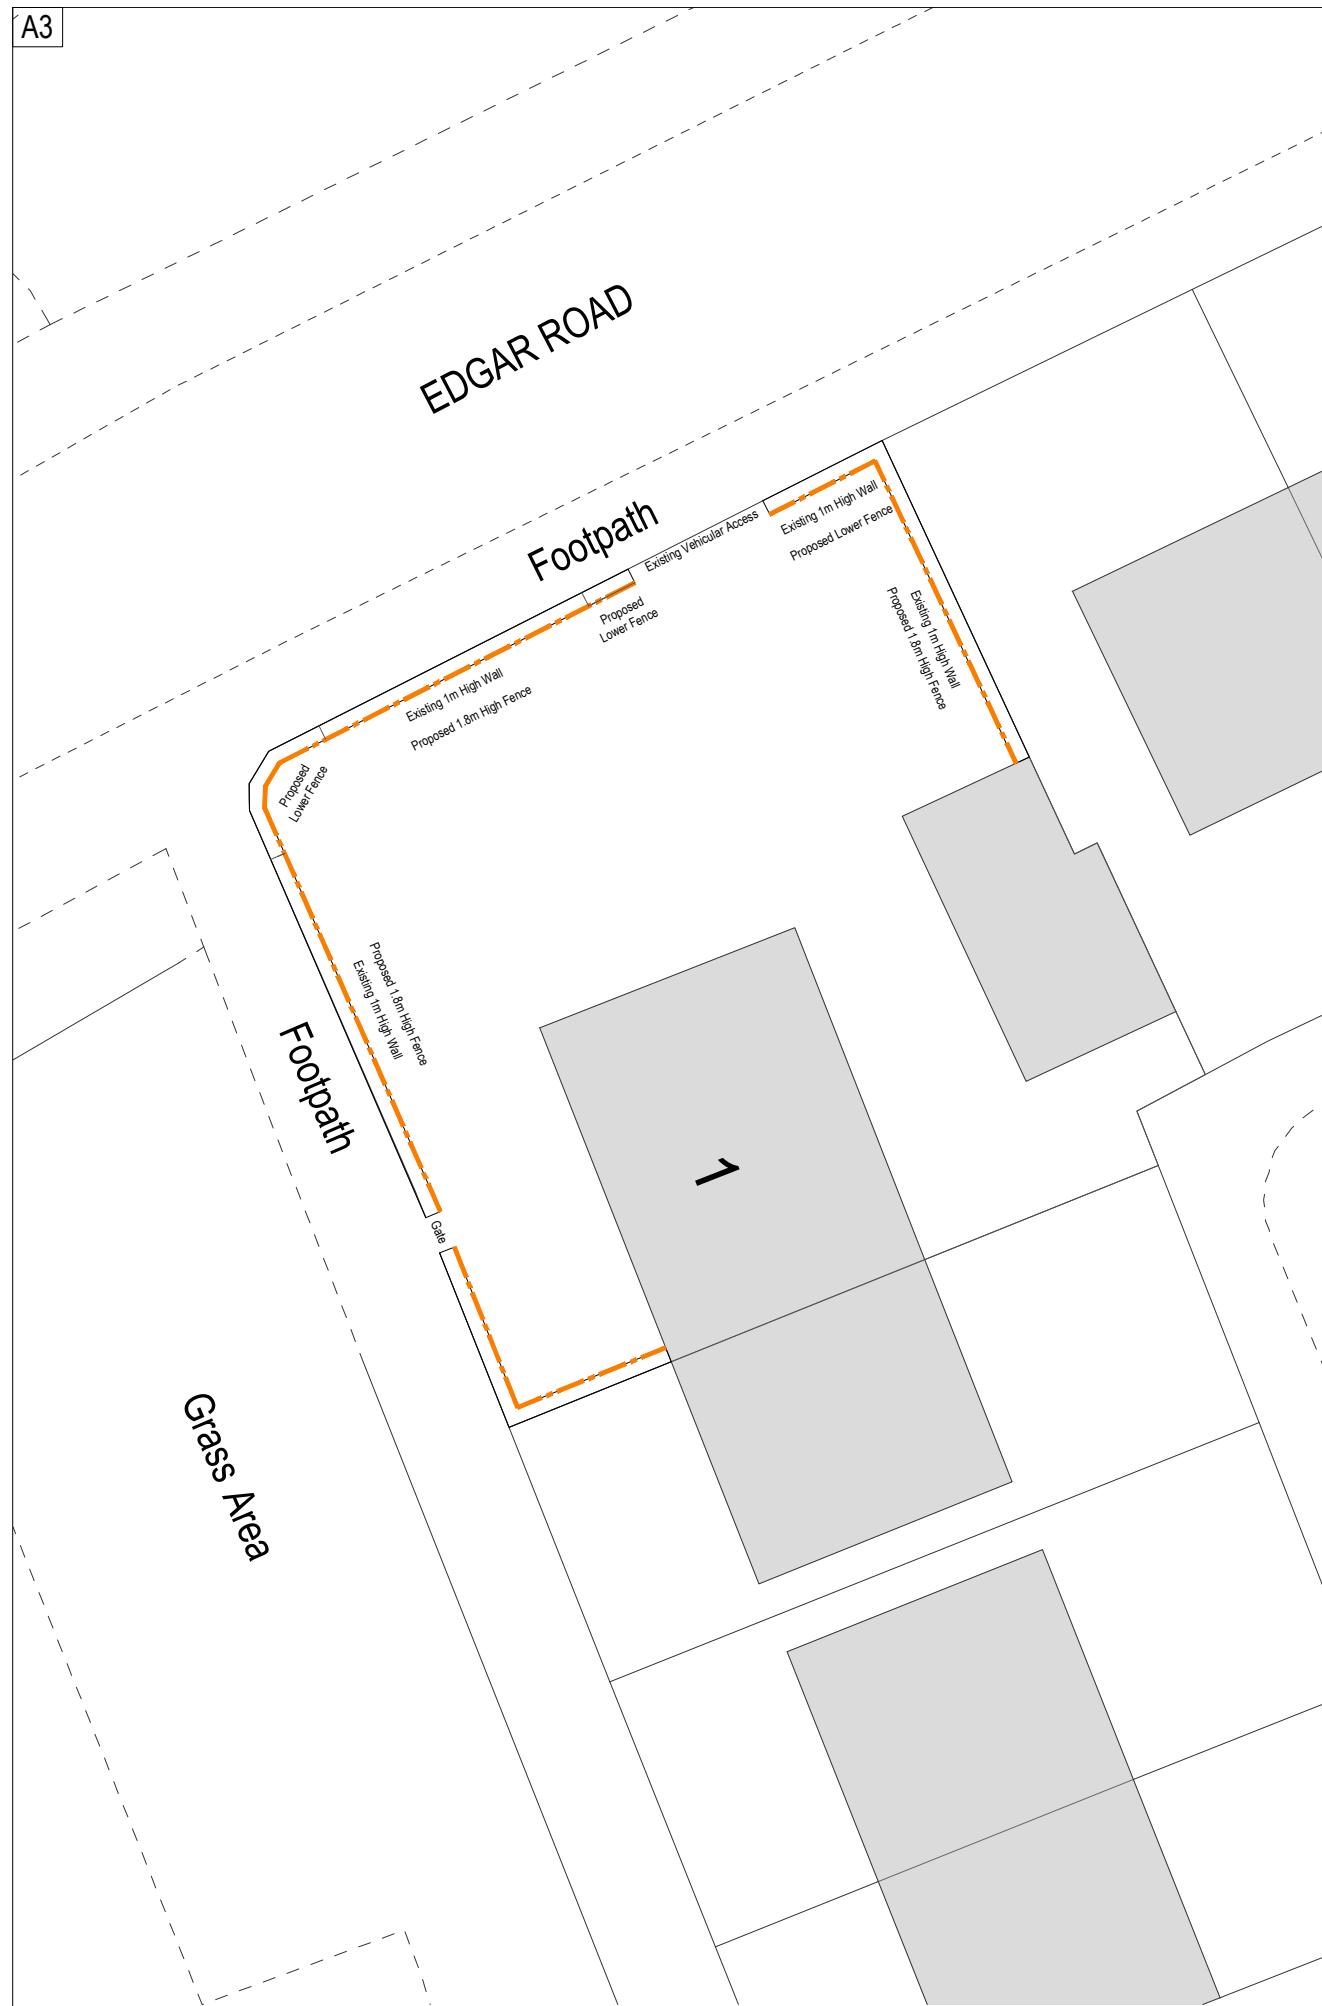 A3
EDGAR ROAD
Footpath
Existing Vehicular Access
Existing 1m High Wall
Proposed Lower Fence
Proposed
Lower Fence
Existing 1m High Wall
Proposed 1.8m High Fence
Existing 1m High Wall
Proposed 1.8m High Fence
Proposed
Lower Fence
Proposed 1.8m High Fence
Existing 1m High Wall
Footpath
1
Gate
Grass Area